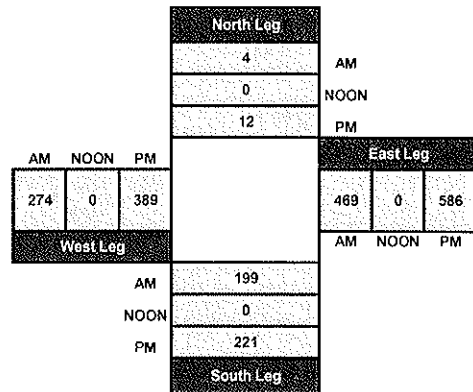 North Leg
4 AM
0 NOON
12 PM
AM NOON PM
East Leg
274 0 389
469 0 586
West Leg
AM NOON PM
AM 199
NOON 0
PM 221
South Leg